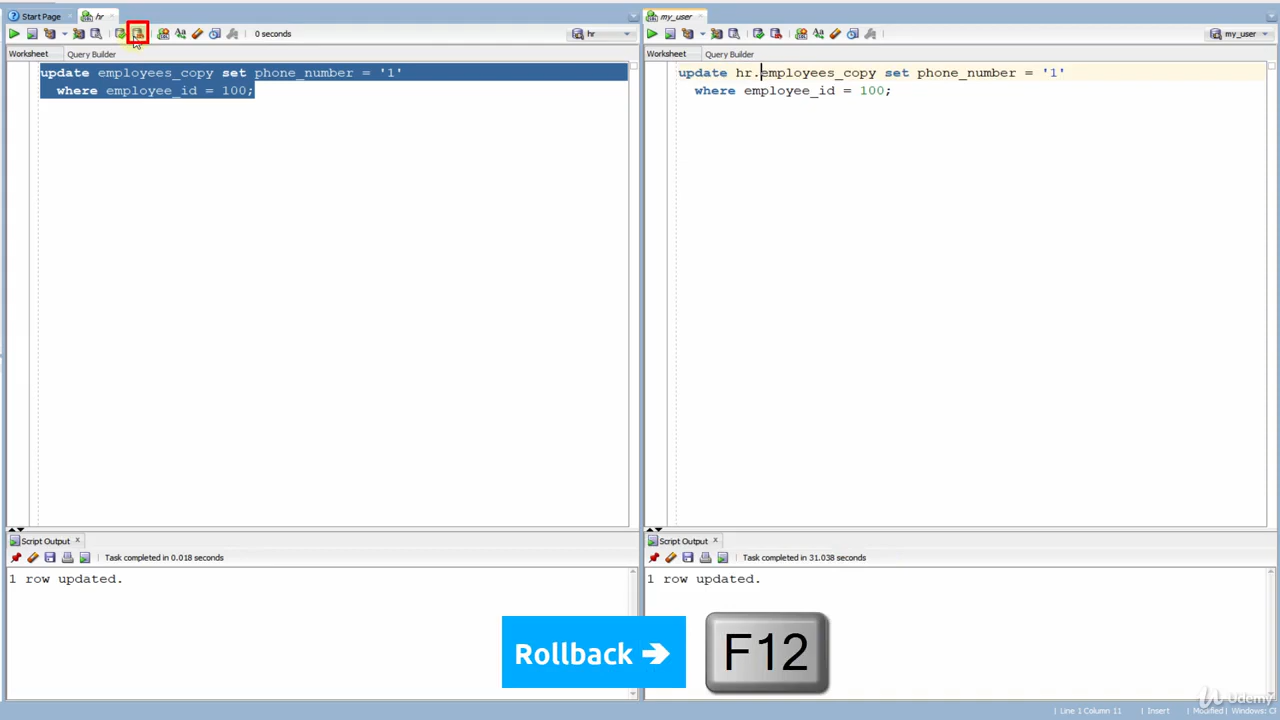 Start Page
hr
my_user
0 seconds
hr
my_user
Worksheet
Query Builder
Worksheet
Query Builder
update employees_copy set phone_number = '1'
where employee_id = 100;
update hr.employees_copy set phone_number = '1'
where employee_id = 100;
Script Output
Task completed in 0.018 seconds
1 row updated.
Script Output
Task completed in 31.038 seconds
1 row updated.
Rollback ➔
F12
Udemy
Line 1 Column 11
Insert
Modified
Windows: